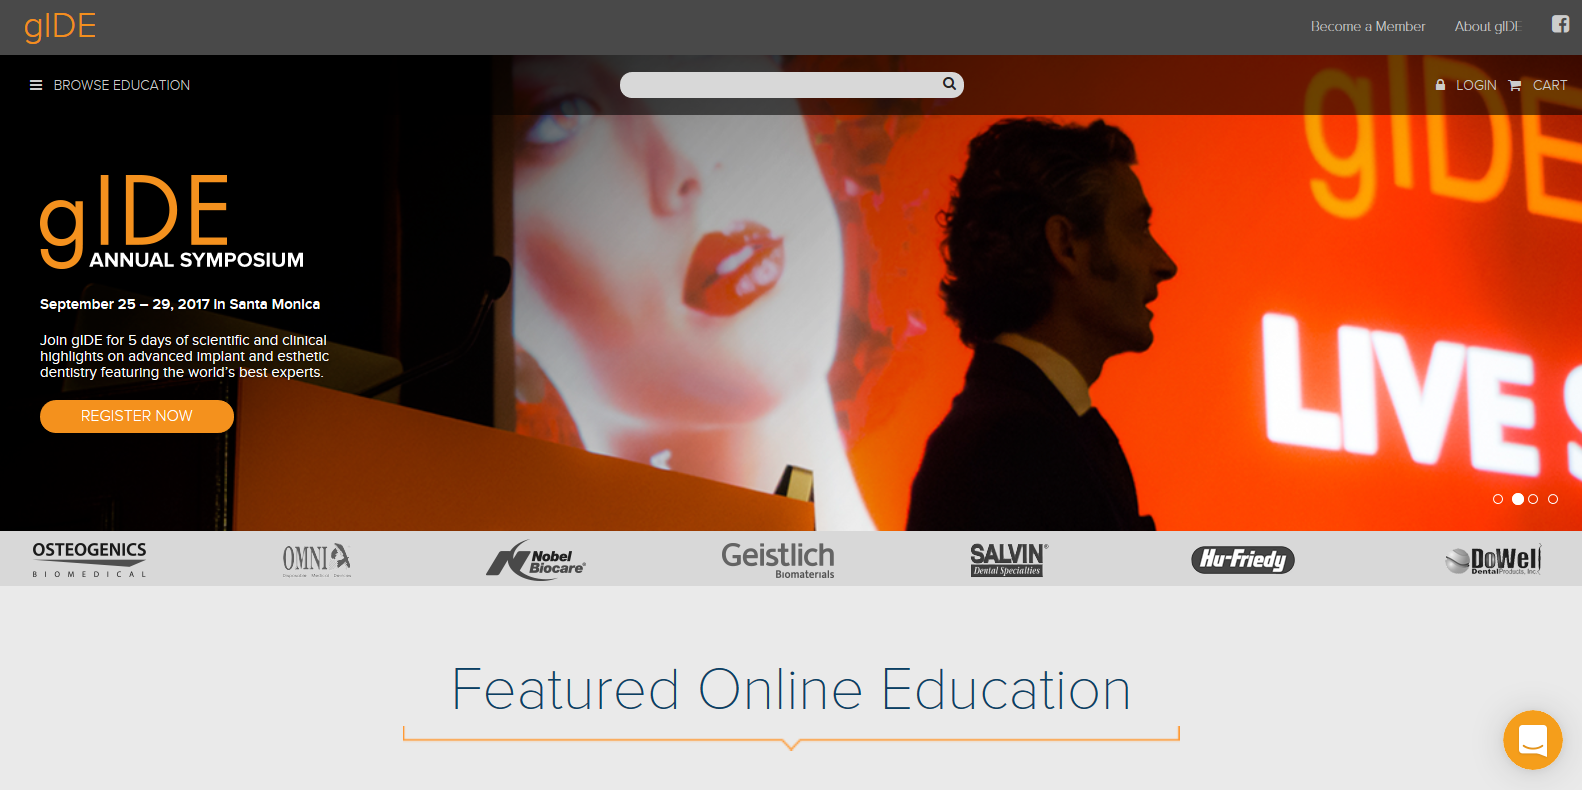 gIDE
Become a Member
About gIDE
BROWSE EDUCATION
LOGIN
CART
gIDE
gIDE
ANNUAL SYMPOSIUM
September 25 – 29, 2017 in Santa Monica
Join gIDE for 5 days of scientific and clinical
highlights on advanced implant and esthetic
dentistry featuring the world's best experts.
LIVE S
REGISTER NOW
OSTEOGENICS
BIOMEDICAL
OMNI
Disposable Medical Devices
Nobel
Biocare®
Geistlich
Biomaterials
SALVIN®
Dental Specialties
Hu-Friedy
DoWell
Dental Products, Inc.
Featured Online Education